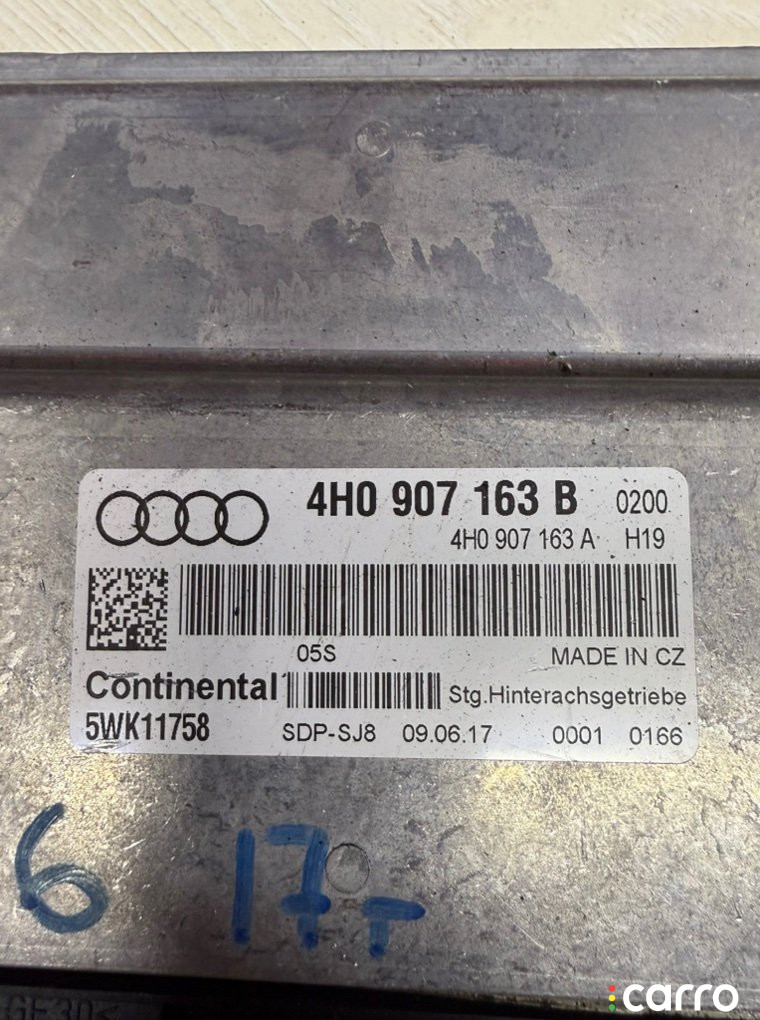 4H0 907 163 B 0200
4H0 907 163 A H19
05S MADE IN CZ
Continental Stg.Hinterachsgetriebe
5WK11758 SDP-SJ8 09.06.17 0001 0166
6 17т
carro